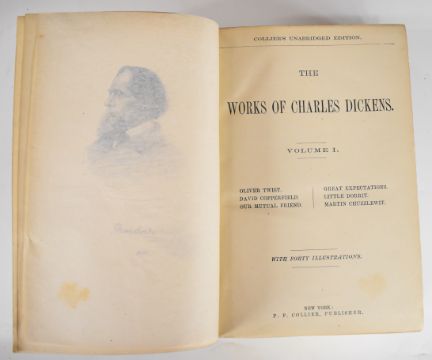 COLLIER'S UNABRIDGED EDITION.
THE
WORKS OF CHARLES DICKENS.
VOLUME I.
OLIVER TWIST.
DAVID COPPERFIELD
OUR MUTUAL FRIEND.
GREAT EXPECTATIONS.
LITTLE DORRIT.
MARTIN CHUZZLEWIT.
WITH FORTY ILLUSTRATIONS.
NEW YORK:
P. F. COLLIER, PUBLISHER.